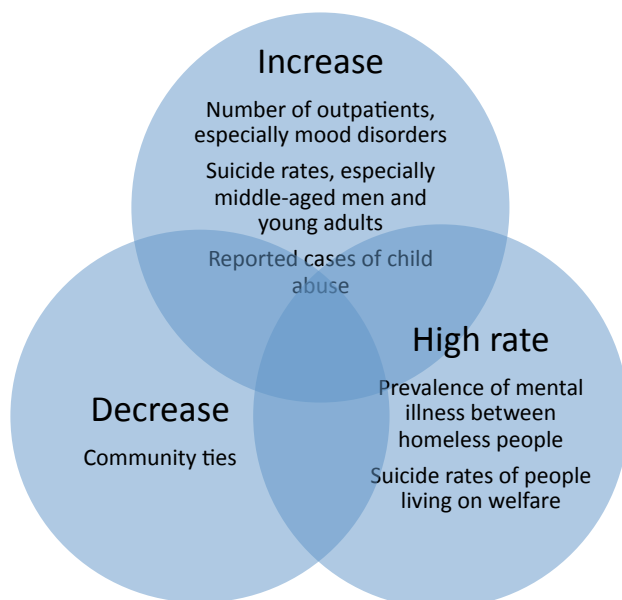 Increase
Number of outpatients,
especially mood disorders
Suicide rates, especially
middle-aged men and
young adults
Reported cases of child
abuse
Decrease
Community ties
High rate
Prevalence of mental
illness between
homeless people
Suicide rates of people
living on welfare